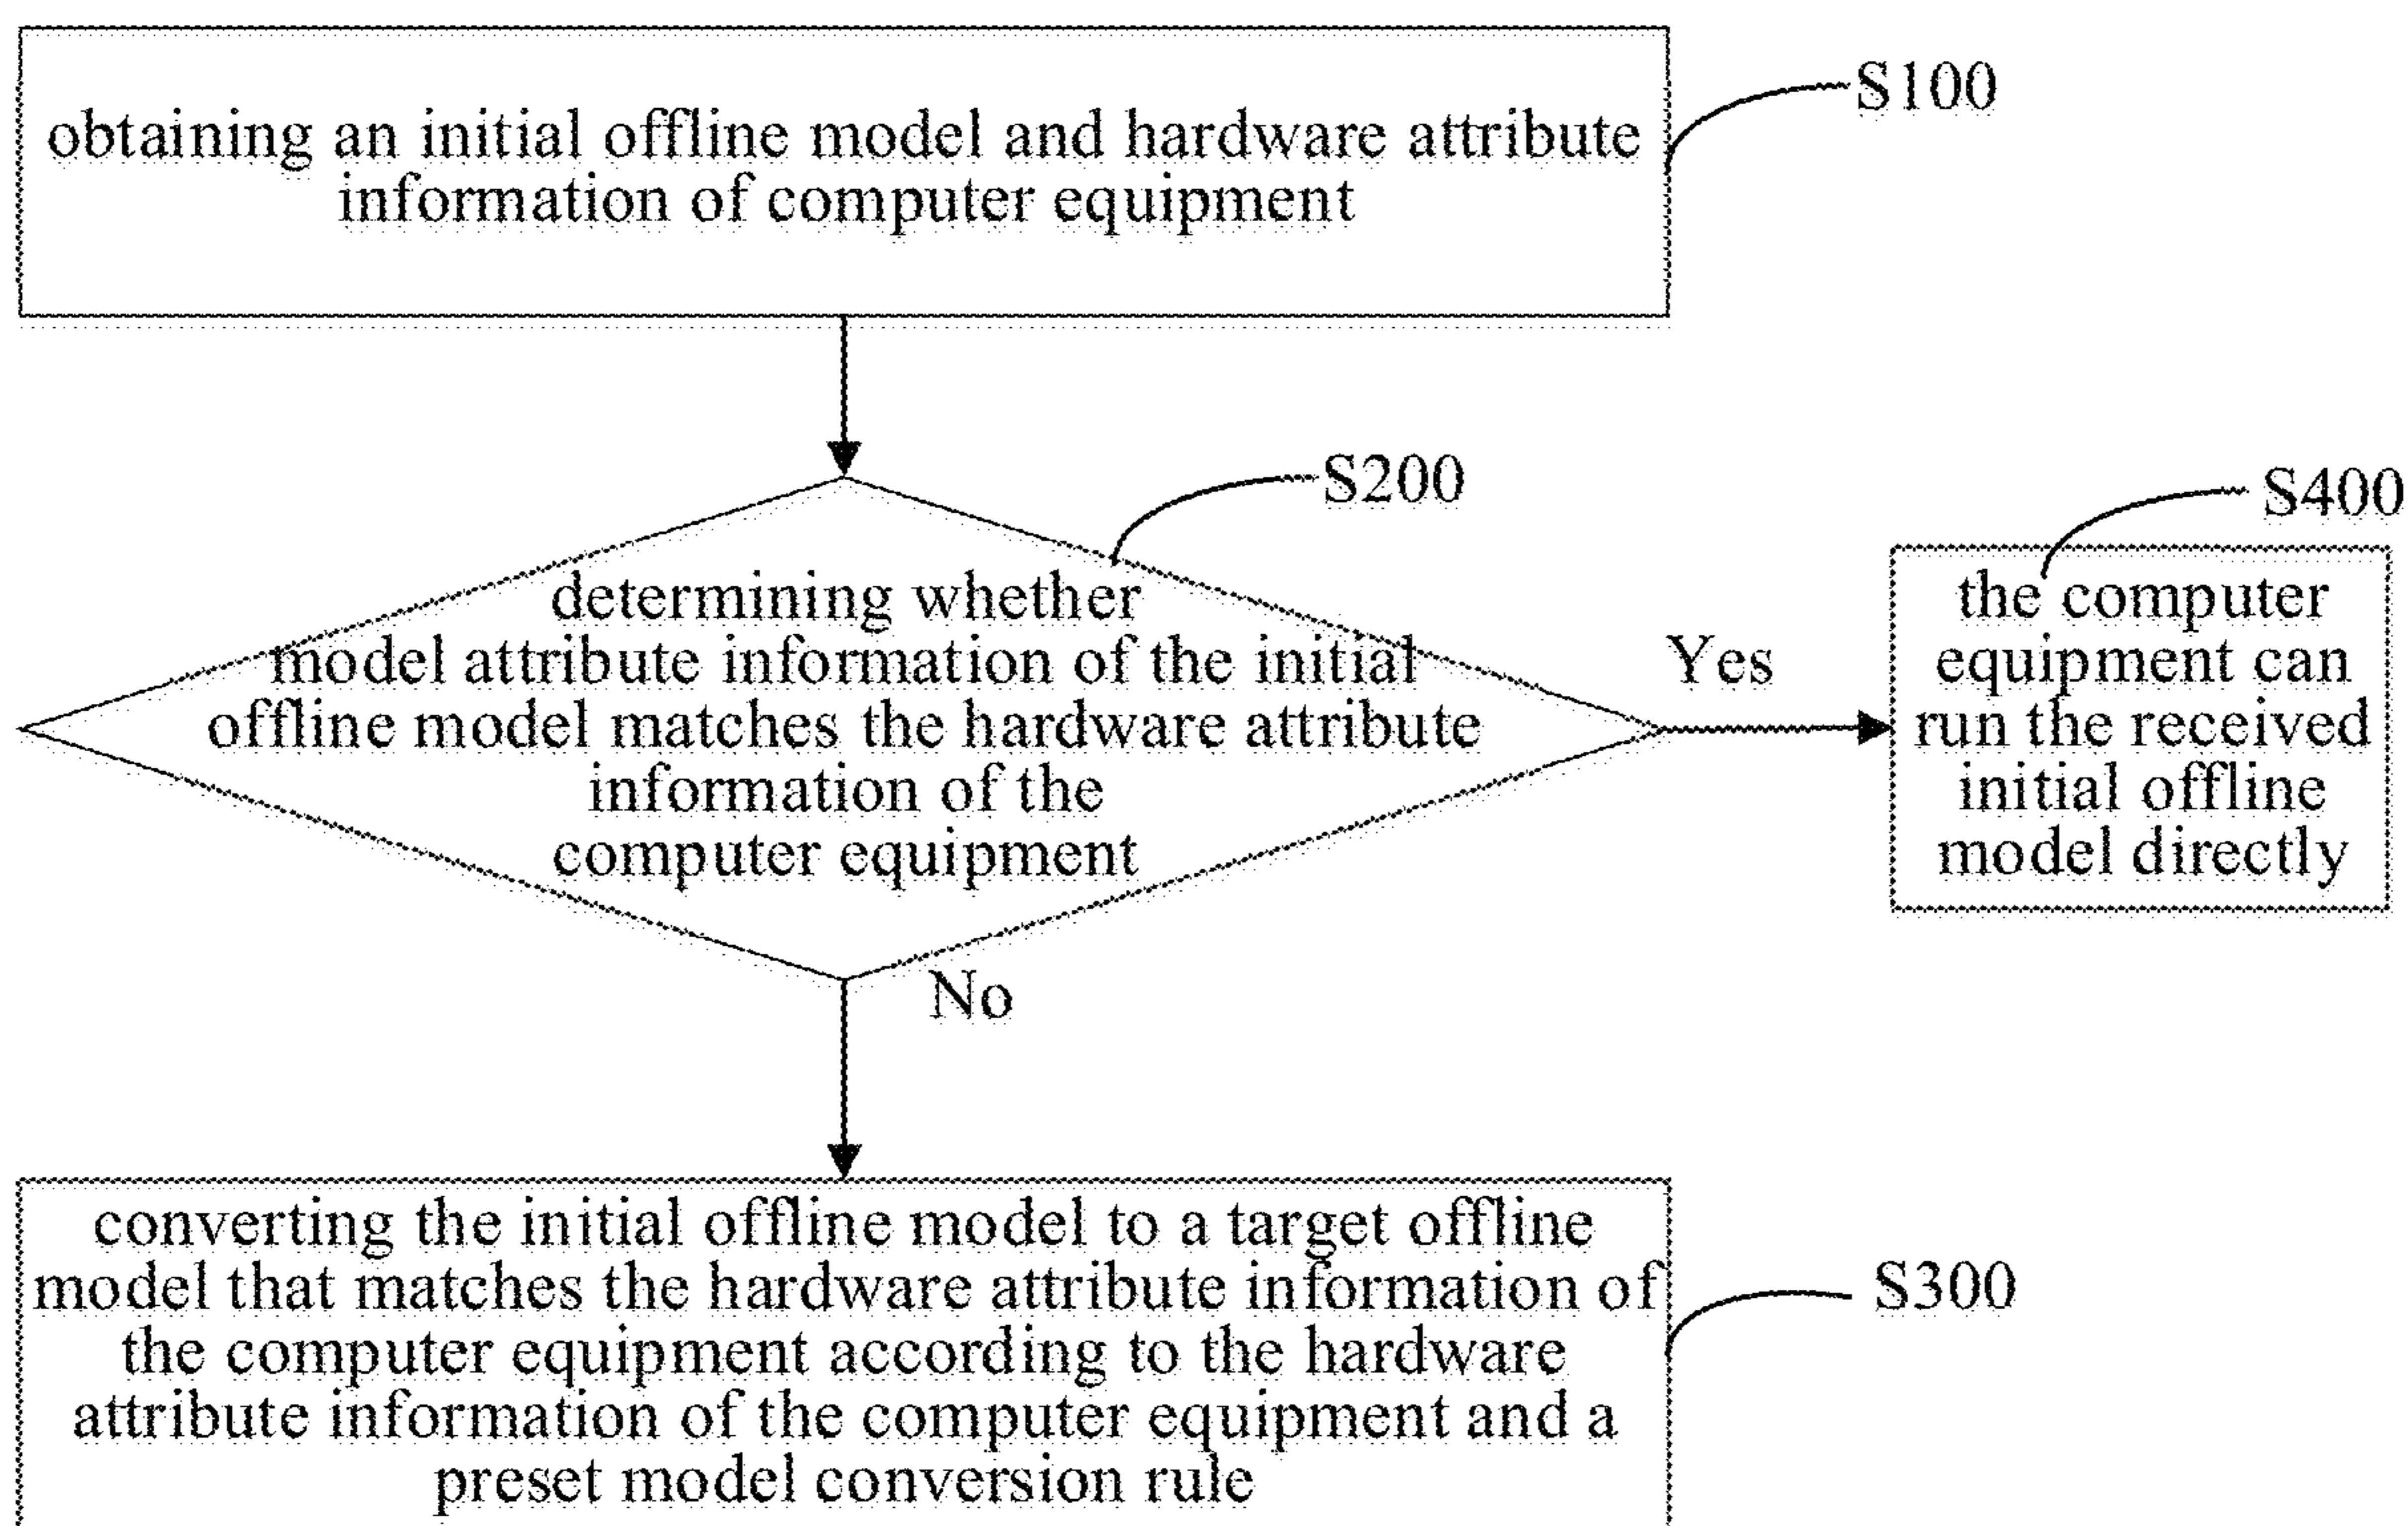 obtaining an initial offline model and hardware attribute
information of computer equipment
S100
S200
determining whether
model attribute information of the initial
offline model matches the hardware attribute
information of the
computer equipment
Yes
S400
the computer
equipment can
run the received
initial offline
model directly
No
converting the initial offline model to a target offline
model that matches the hardware attribute information of
the computer equipment according to the hardware
attribute information of the computer equipment and a
preset model conversion rule
S300